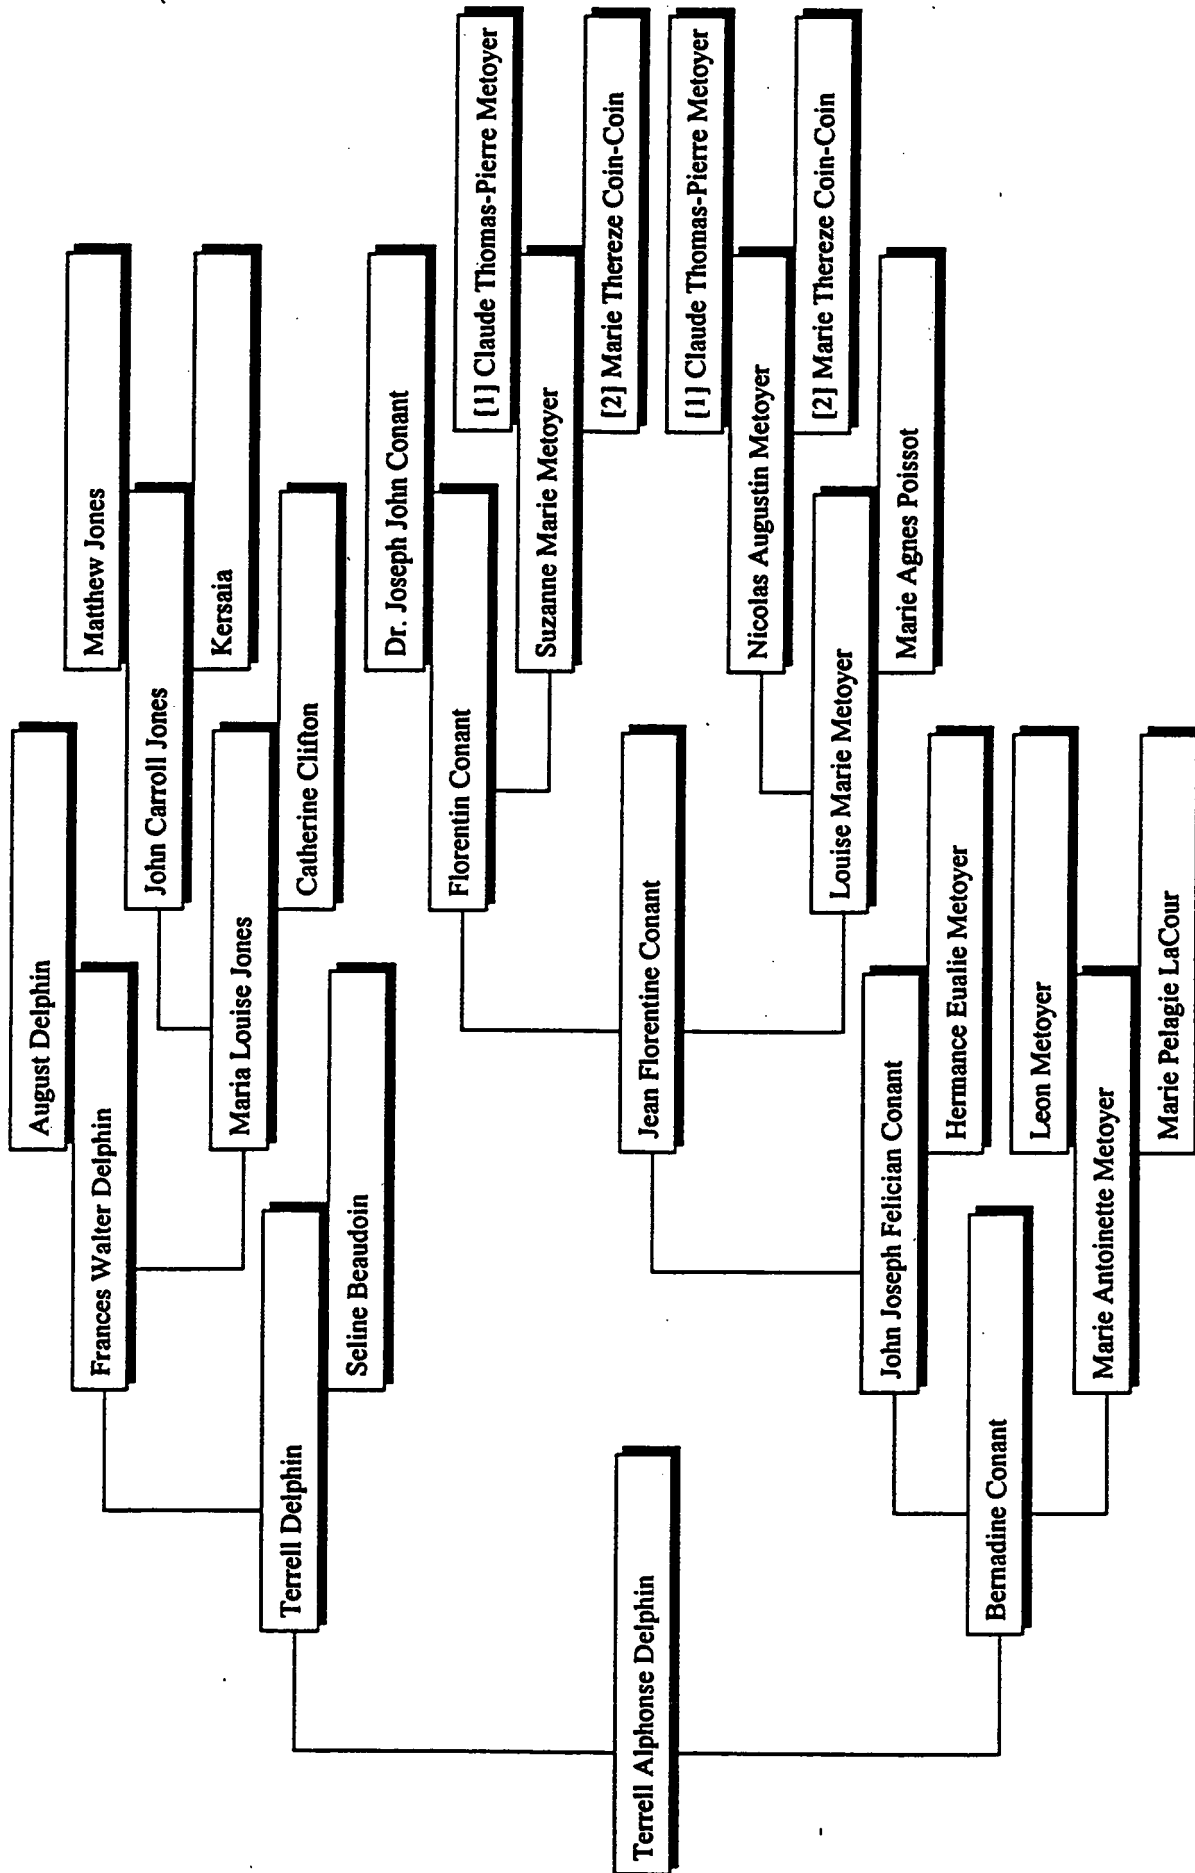 August Delphin
Frances Walter Delphin
Matthew Jones
John Carroll Jones
Kersaia
Maria Louise Jones
Catherine Clifton
Terrell Delphin
Seline Beaudoin
Dr. Joseph John Conant
Florentin Conant
[1] Claude Thomas-Pierre Metoyer
Suzanne Marie Metoyer
[2] Marie Thereze Coin-Coin
Terrell Alphonse Delphin
Jean Florentine Conant
[1] Claude Thomas-Pierre Metoyer
Nicolas Augustin Metoyer
[2] Marie Thereze Coin-Coin
Louise Marie Metoyer
Marie Agnes Poissot
John Joseph Felician Conant
Hermance Eualie Metoyer
Bernadine Conant
Leon Metoyer
Marie Antoinette Metoyer
Marie Pelagie LaCour